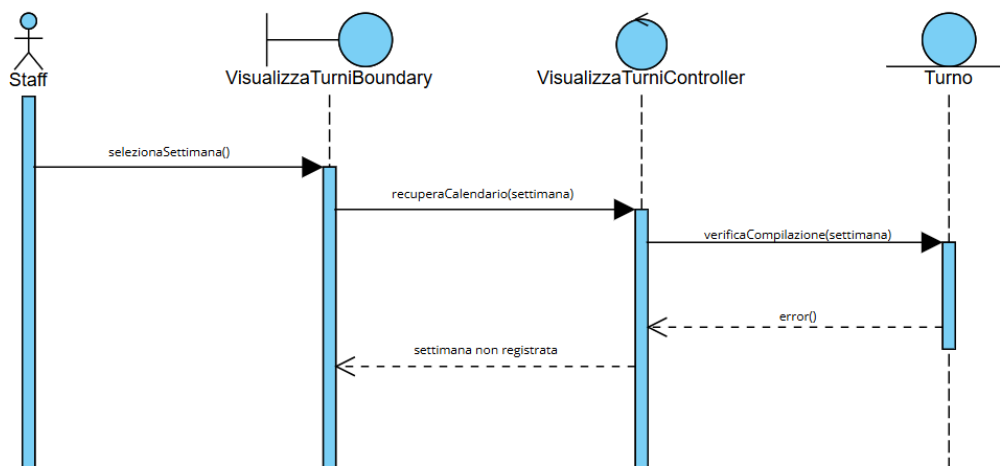 Staff
VisualizzaTurniBoundary
VisualizzaTurniController
Turno
selezionaSettimana()
recuperaCalendario(settimana)
verificaCompilazione(settimana)
error()
settimana non registrata